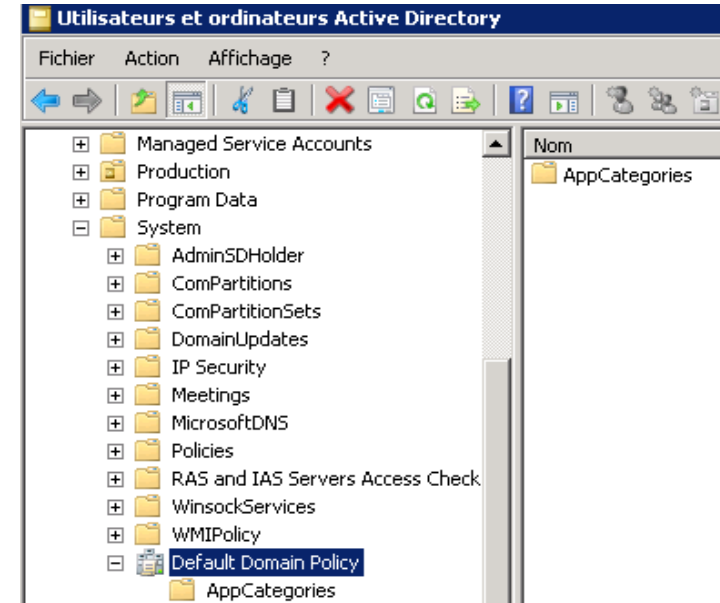 Utilisateurs et ordinateurs Active Directory
Fichier Action Affichage ?
Managed Service Accounts
Production
Program Data
System
AdminSDHolder
ComPartitions
ComPartitionSets
DomainUpdates
IP Security
Meetings
MicrosoftDNS
Policies
RAS and IAS Servers Access Check
WinsockServices
WMIPolicy
Default Domain Policy
AppCategories
Nom
AppCategories